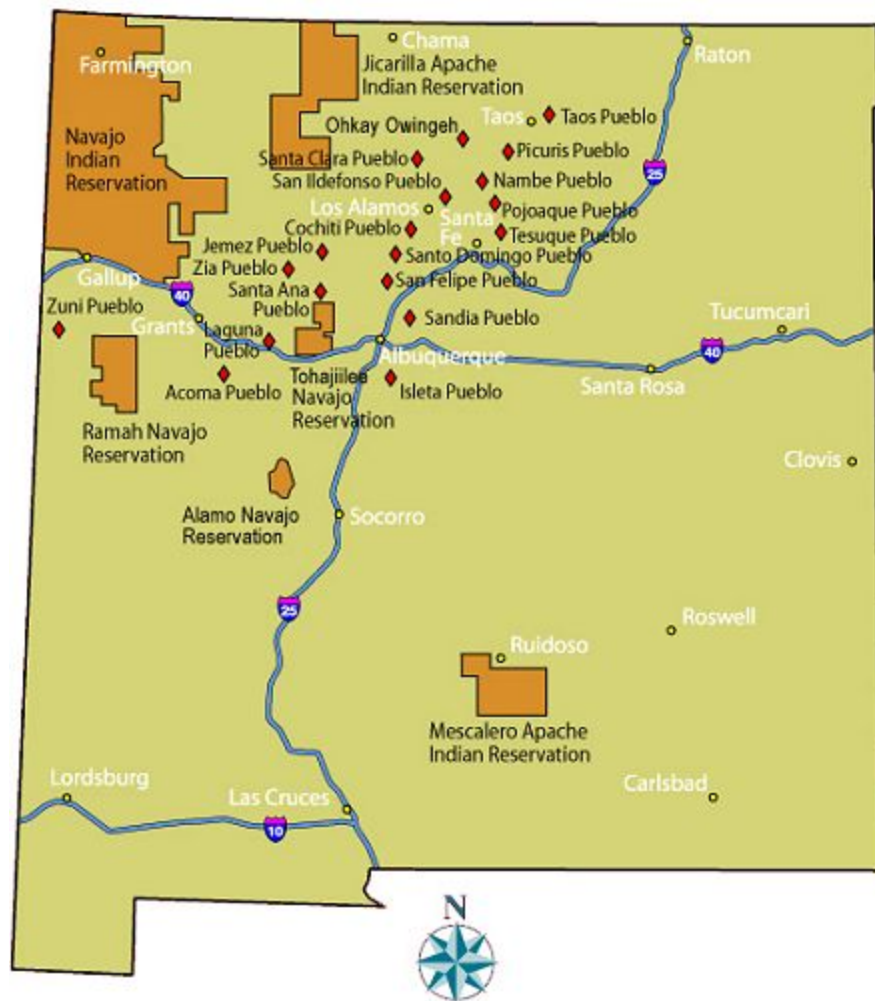 Chama
Raton
Farmington
Jicarilla Apache
Indian Reservation
Taos
Taos Pueblo
Ohkay Owingeh
Navajo
Indian
Reservation
Santa Clara Pueblo
Picuris Pueblo
25
San Ildefonso Pueblo
Nambe Pueblo
Los Alamos
Pojoaque Pueblo
Santa
Fe
Cochiti Pueblo
Tesuque Pueblo
Jemez Pueblo
Santo Domingo Pueblo
Gallup
Zia Pueblo
San Felipe Pueblo
40
Santa Ana
Pueblo
Zuni Pueblo
Grants
Laguna
Pueblo
Sandia Pueblo
Tucumcari
Albuquerque
40
Acoma Pueblo
Tohajiilee
Navajo
Reservation
Isleta Pueblo
Santa Rosa
Ramah Navajo
Reservation
Clovis
Alamo Navajo
Reservation
Socorro
25
Roswell
Ruidoso
Mescalero Apache
Indian Reservation
Lordsburg
Las Cruces
Carlsbad
10
N